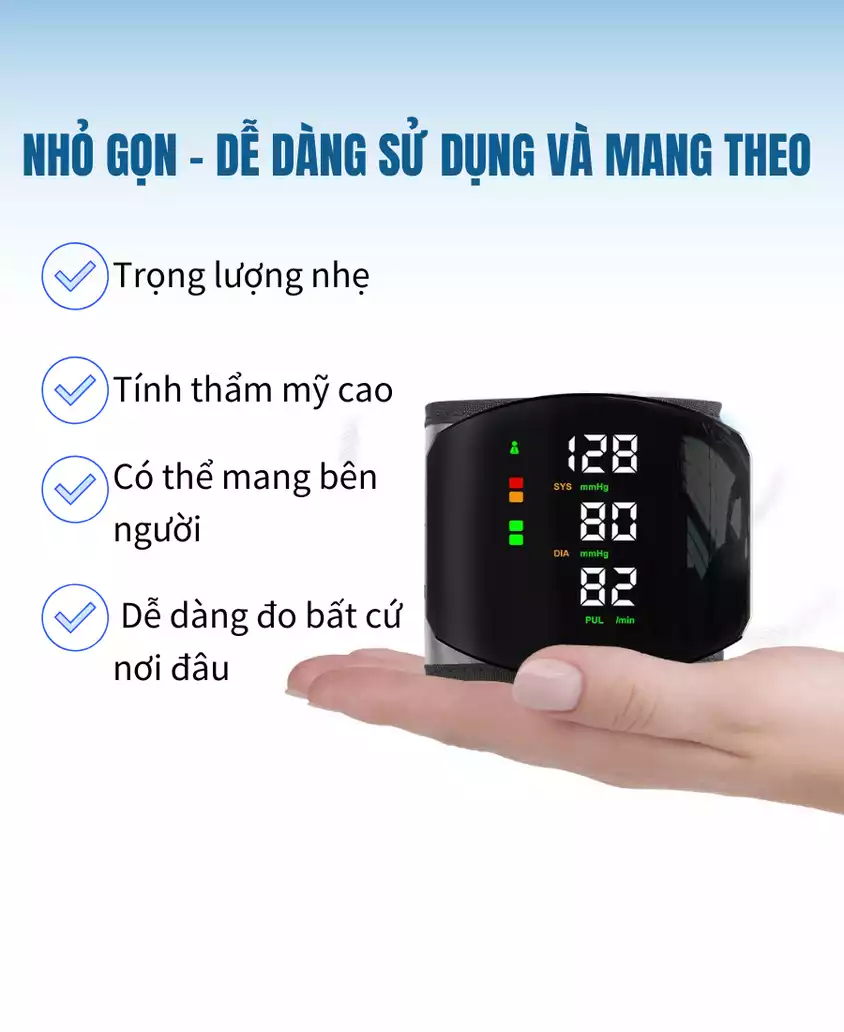 NHỎ GỌN - DỄ DÀNG SỬ DỤNG VÀ MANG THEO
Trọng lượng nhẹ
Tính thẩm mỹ cao
Có thể mang bên
người
Dễ dàng đo bất cứ
nơi đâu
128
SYS mmHg
80
DIA mmHg
82
PUL /min